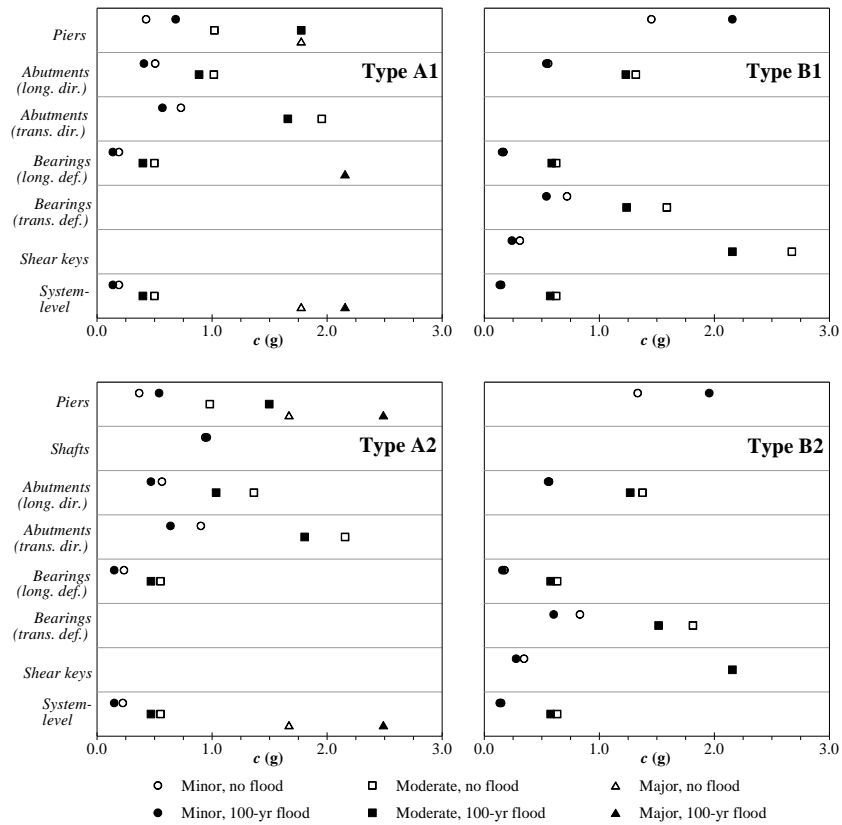 Piers
Type A1
Abutments
(long. dir.)
Abutments
(trans. dir.)
Bearings
(long. def.)
Bearings
(trans. def.)
Shear keys
System-
level
0.0 1.0 2.0 3.0
c (g)
Type B1
0.0 1.0 2.0 3.0
c (g)
Piers
Shafts
Type A2
Abutments
(long. dir.)
Abutments
(trans. dir.)
Bearings
(long. def.)
Bearings
(trans. def.)
Shear keys
System-
level
0.0 1.0 2.0 3.0
c (g)
Type B2
0.0 1.0 2.0 3.0
c (g)
Minor, no flood Moderate, no flood Major, no flood
Minor, 100-yr flood Moderate, 100-yr flood Major, 100-yr flood